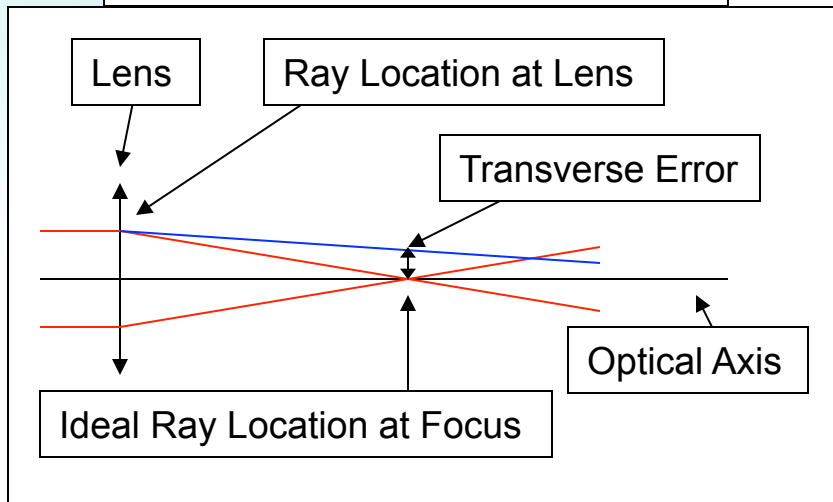 Lens
Ray Location at Lens
Transverse Error
Optical Axis
Ideal Ray Location at Focus